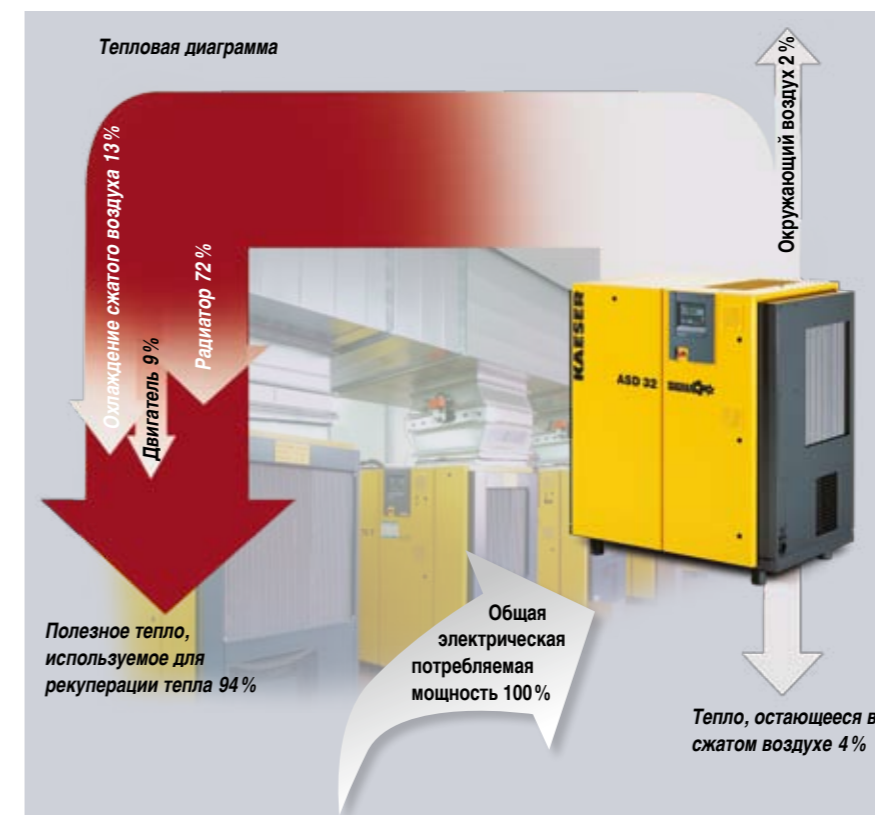 Тепловая диаграмма
Окружающий воздух 2 %
Охлаждение сжатого воздуха 13 %
Двигатель 9 %
Радиатор 72 %
KAESER
ASD 32
Полезное тепло,
используемое для
рекуперации тепла 94 %
Общая
электрическая
потребляемая
мощность 100 %
Тепло, остающееся в
сжатом воздухе 4 %